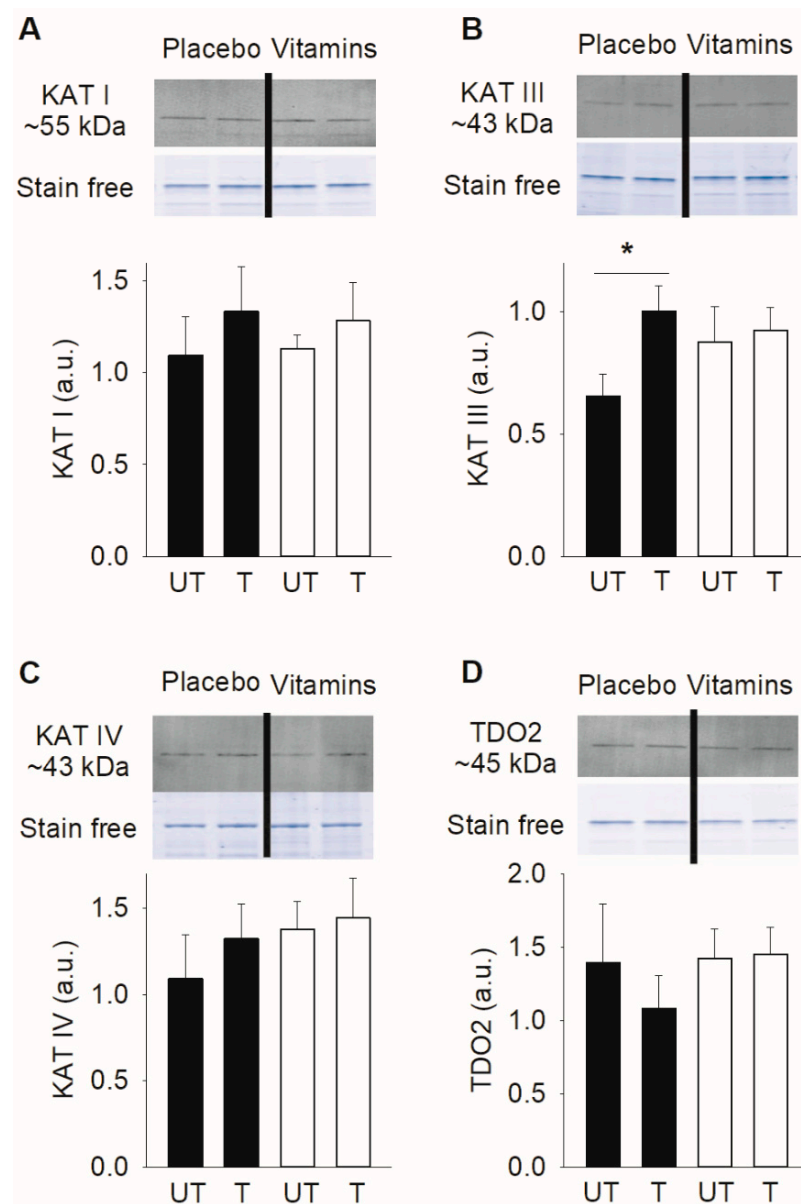 A
Placebo Vitamins
KAT I
~55 kDa
Stain free
1.5
1.0
0.5
0.0
KAT I (a.u.)
UT T UT T
B
Placebo Vitamins
KAT III
~43 kDa
Stain free
*
1.0
0.5
0.0
KAT III (a.u.)
UT T UT T
C
Placebo Vitamins
KAT IV
~43 kDa
Stain free
1.5
1.0
0.5
0.0
KAT IV (a.u.)
UT T UT T
D
Placebo Vitamins
TDO2
~45 kDa
Stain free
2.0
1.5
1.0
0.5
0.0
TDO2 (a.u.)
UT T UT T